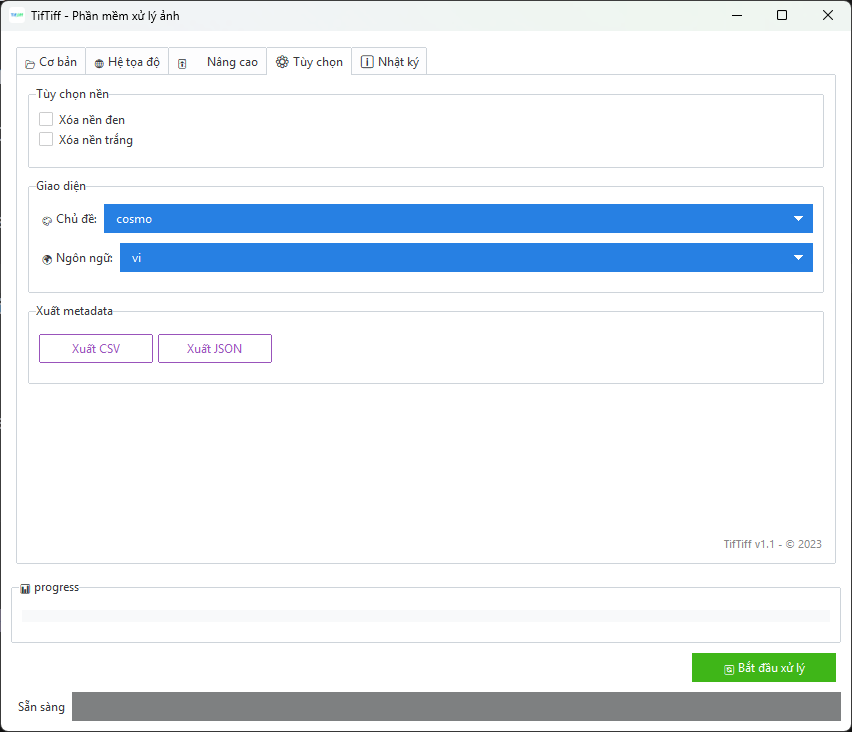 TifTiff - Phần mềm xử lý ảnh
Cơ bản
Hệ tọa độ
Nâng cao
Tùy chọn
Nhật ký
Tùy chọn nền
Xóa nền đen
Xóa nền trắng
Giao diện
Chủ đề: cosmo
Ngôn ngữ: vi
Xuất metadata
Xuất CSV
Xuất JSON
TifTiff v1.1 - © 2023
progress
Bắt đầu xử lý
Sẵn sàng